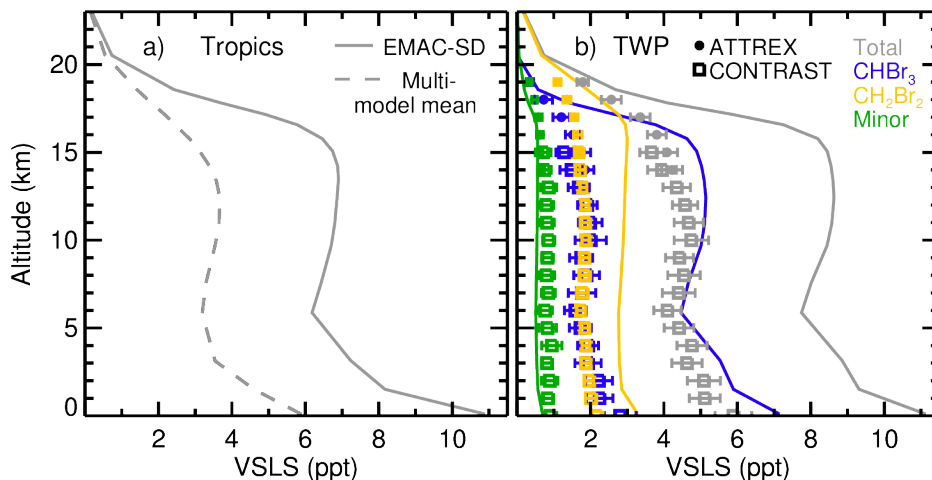 a) Tropics
EMAC-SD
Multi-
model mean
b) TWP
ATTREX
CONTRAST
Total
CHBr₃
CH₂Br₂
Minor
Altitude (km)
20
15
10
5
0
2 4 6 8 10
VSLS (ppt)
2 4 6 8 10
VSLS (ppt)